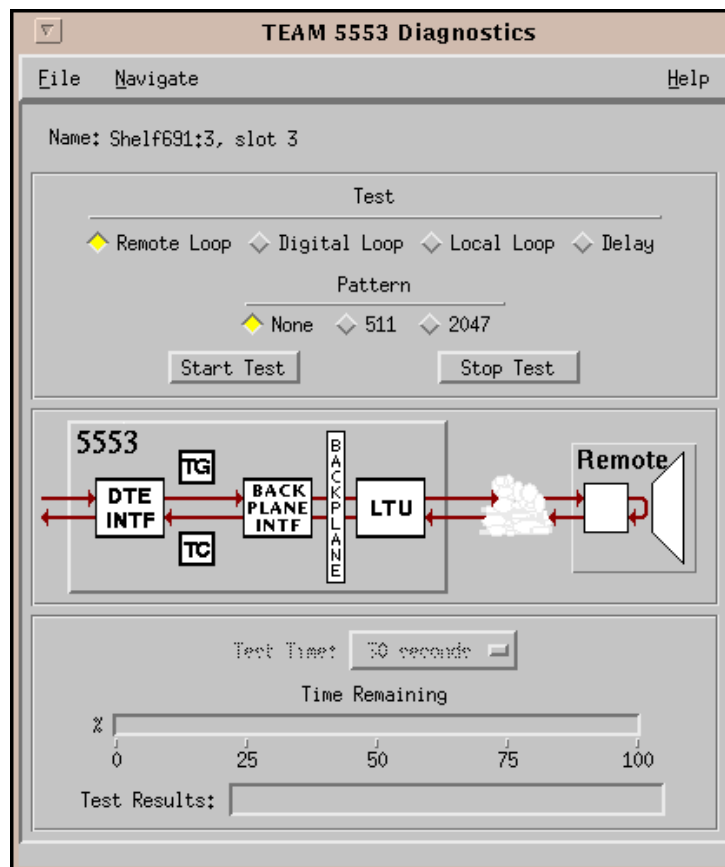 TEAM 5553 Diagnostics
File Navigate Help
Name: Shelf691:3, slot 3
Test
Remote Loop Digital Loop Local Loop Delay
Pattern
None 511 2047
Start Test Stop Test
5553
TG
DTE
INTF
TC
BACK
PLANE
INTF
BACKPLANE
LTU
Remote
Test Time: 30 seconds
Time Remaining
%
0 25 50 75 100
Test Results: